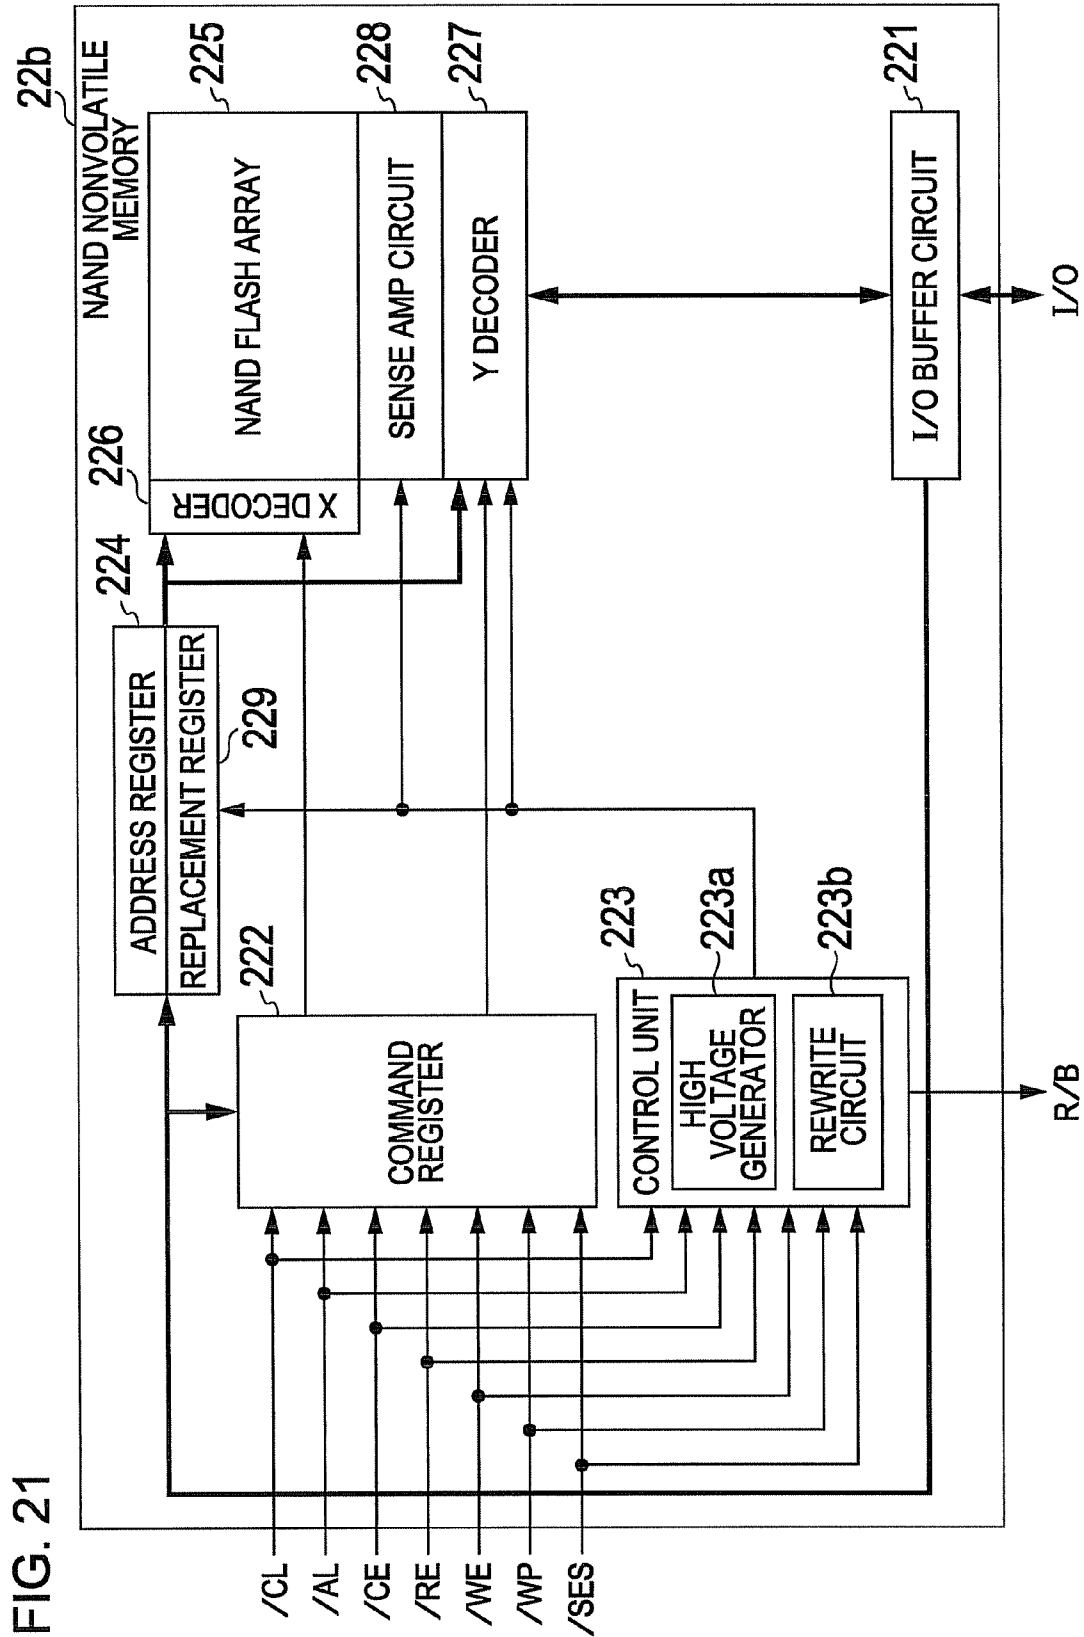 FIG. 21
22b
NAND NONVOLATILE
MEMORY
224
ADDRESS REGISTER
REPLACEMENT REGISTER
229
226
X DECODER
NAND FLASH ARRAY
225
SENSE AMP CIRCUIT
228
Y DECODER
227
222
COMMAND
REGISTER
/CL
/AL
/CE
/RE
/WE
/WP
/SES
223
CONTROL UNIT
HIGH
VOLTAGE
GENERATOR
223a
REWRITE
CIRCUIT
223b
221
I/O BUFFER CIRCUIT
R/B
I/O